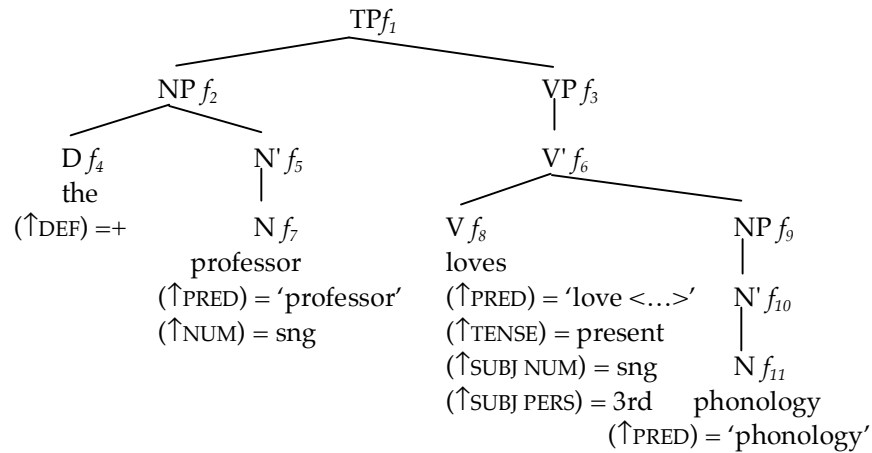 TPf₁
NP f₂ VP f₃
D f₄ N' f₅ V' f₆
the
(↑DEF) =+ N f₇ V f₈ NP f₉
professor loves
(↑PRED) = ‘professor’ (↑PRED) = ‘love <…>’ N' f₁₀
(↑NUM) = sng (↑TENSE) = present
(↑SUBJ NUM) = sng N f₁₁
(↑SUBJ PERS) = 3rd phonology
(↑PRED) = ‘phonology’